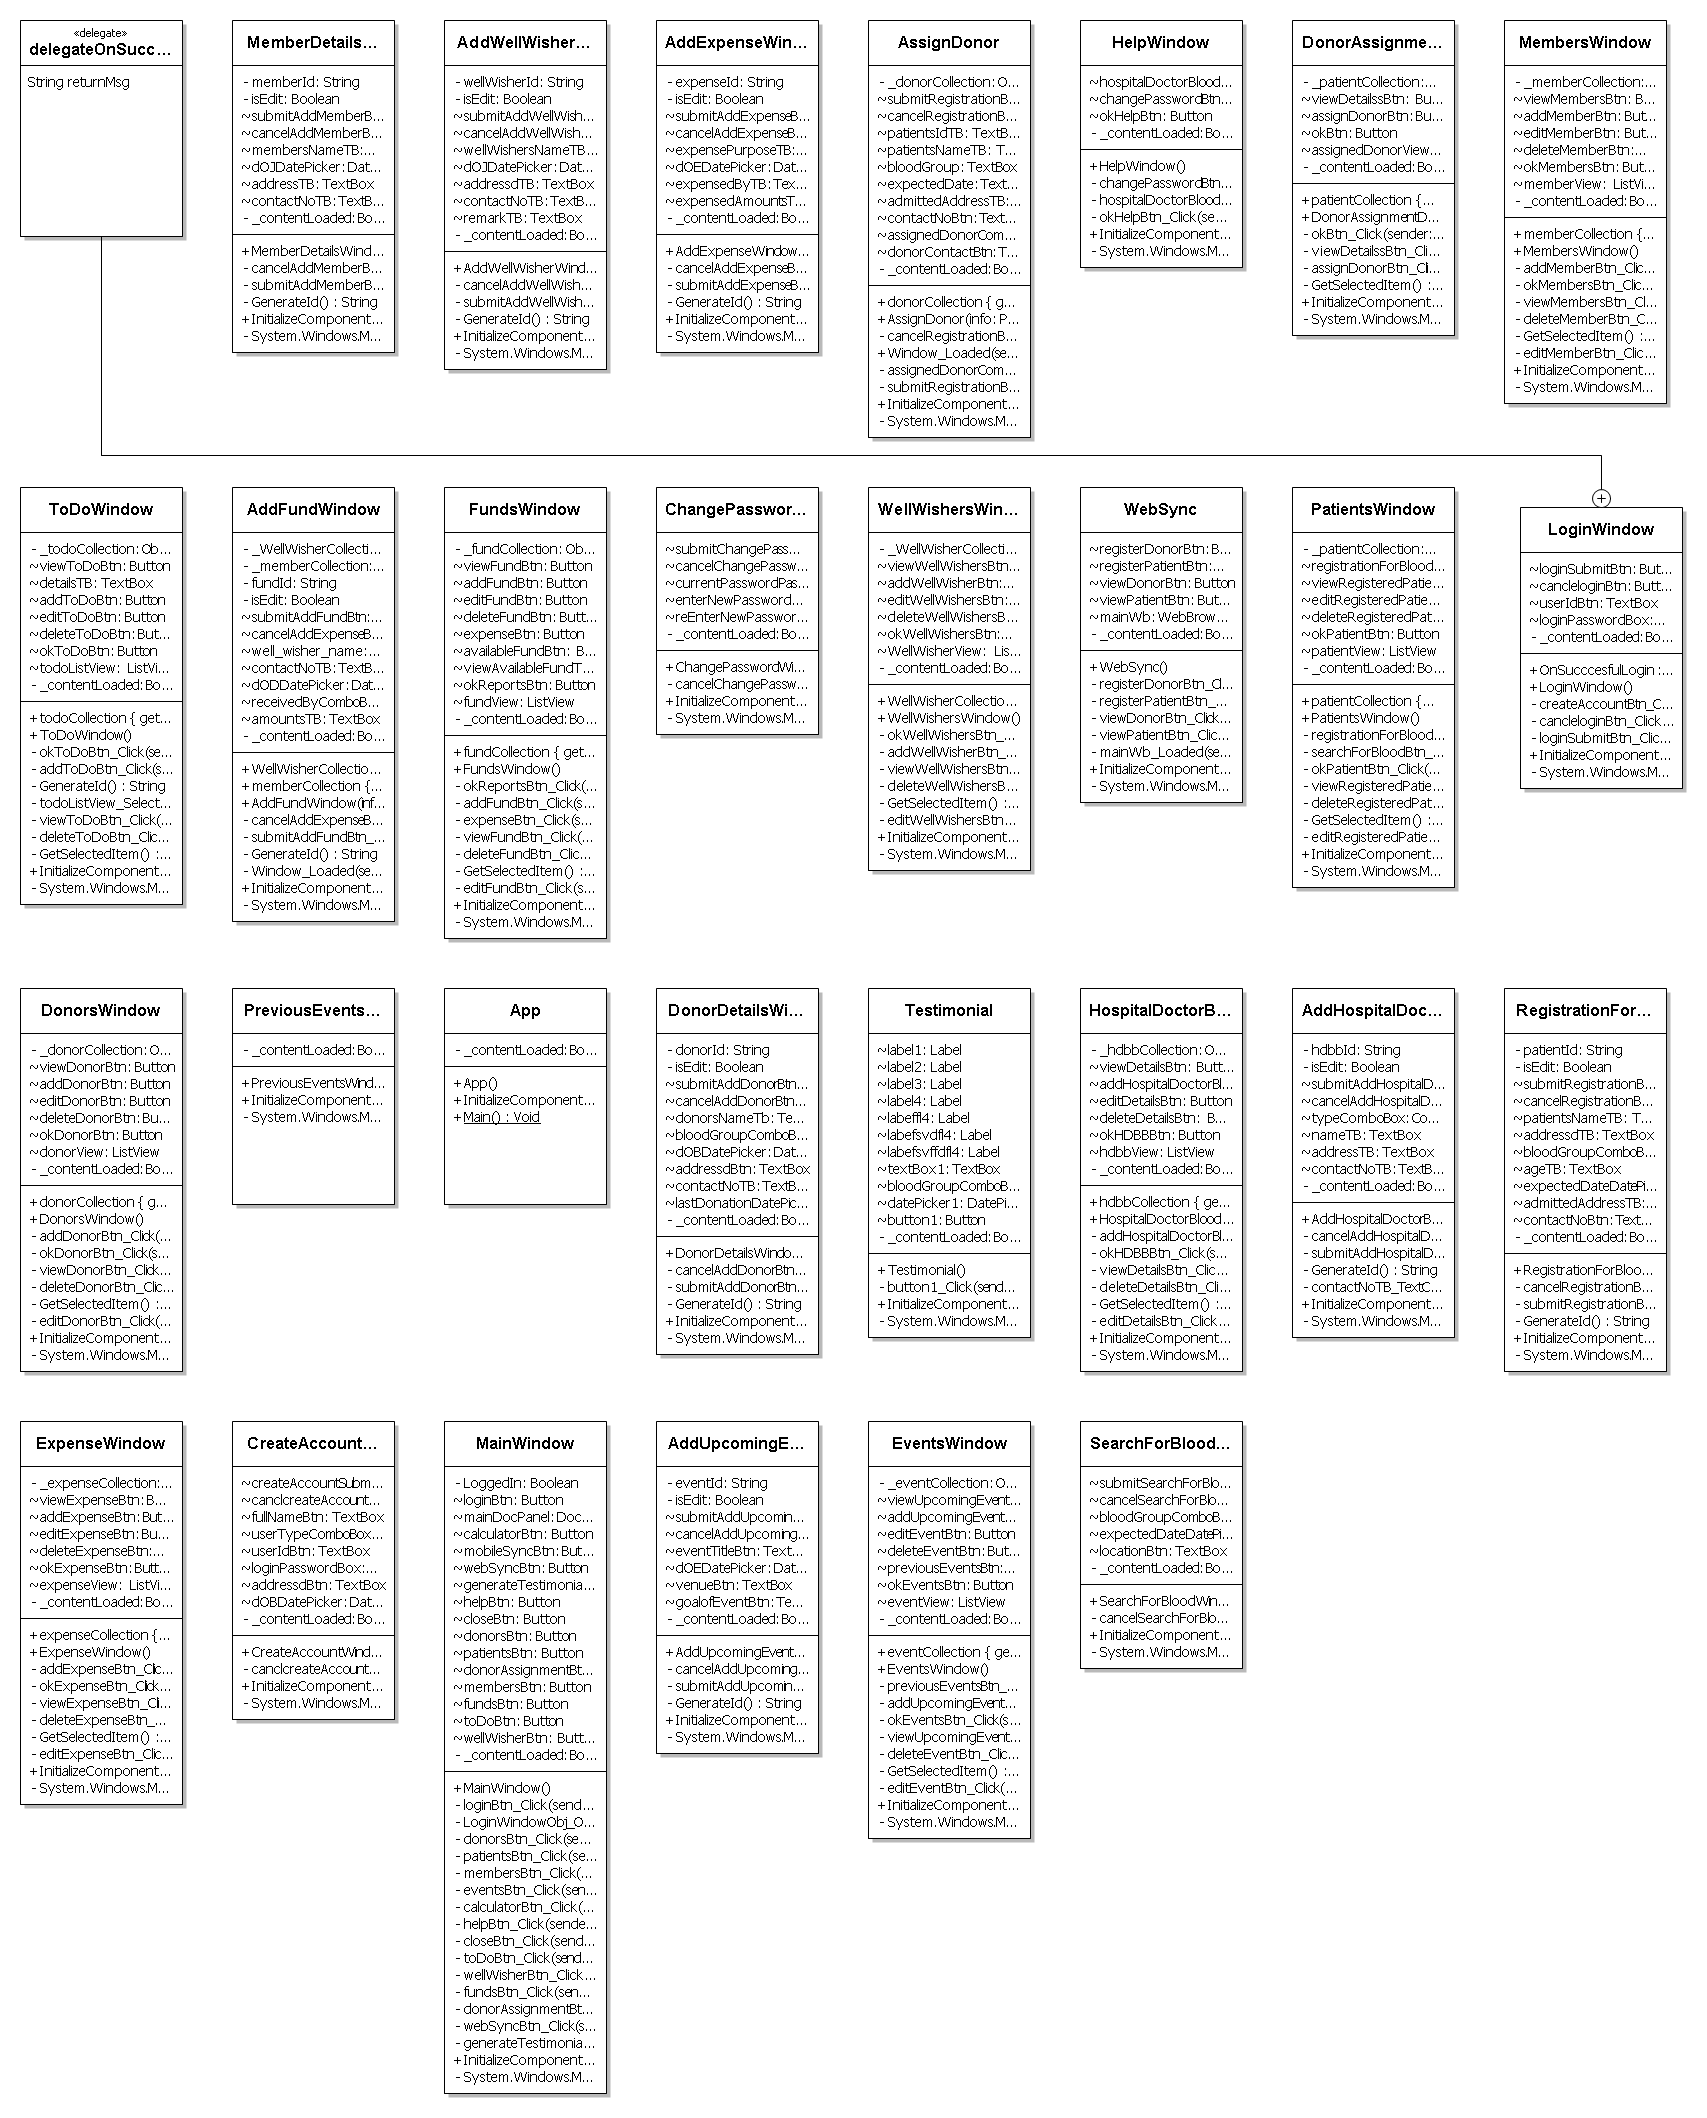 «delegate»
delegateOnSucc...
String returnMsg
MemberDetails...
- memberId: String
- isEdit: Boolean
~submitAddMemberB...
~cancelAddMemberB...
~membersNameTB:...
~dOJDatePicker: Dat...
~addressTB: TextBox
~contactNoTB: TextB...
- _contentLoaded: Bo...
+MemberDetailsWind...
- cancelAddMemberB...
- submitAddMemberB...
- GenerateId() : String
+InitializeComponent...
- System.Windows.M...
AddWellWisher...
- wellWisherId: String
- isEdit: Boolean
~submitAddWellWish...
~cancelAddWellWish...
~wellWishersNameTB...
~dOJDatePicker: Dat...
~addressdTB: TextBox
~contactNoTB: TextB...
~remarkTB: TextBox
- _contentLoaded: Bo...
+AddWellWisherWind...
- cancelAddWellWish...
- submitAddWellWish...
- GenerateId() : String
+InitializeComponent...
- System.Windows.M...
AddExpenseWin...
- expenseId: String
- isEdit: Boolean
~submitAddExpenseB...
~cancelAddExpenseB...
~expensePurposeTB...
~dOEDatePicker: Dat...
~expensedByTB: Tex...
~expensedAmountsT...
- _contentLoaded: Bo...
+AddExpenseWindow...
- cancelAddExpenseB...
- submitAddExpenseB...
- GenerateId() : String
+InitializeComponent...
- System.Windows.M...
AssignDonor
- _donorCollection: O...
~submitRegistrationB...
~cancelRegistrationB...
~patientsIdTB: TextB...
~patientsNameTB: T...
~bloodGroup: TextBox
~expectedDate: Text...
~admittedAddressTB:...
~contactNoBtn: Text...
~assignedDonorCom...
~donorContactBtn: T...
- _contentLoaded: Bo...
+donorCollection { g...
+AssignDonor(info: P...
- cancelRegistrationB...
+Window_Loaded(se...
- assignedDonorCom...
- submitRegistrationB...
+InitializeComponent...
- System.Windows.M...
HelpWindow
~hospitalDoctorBlood...
~changePasswordBtn...
~okHelpBtn: Button
- _contentLoaded: Bo...
+HelpWindow()
- changePasswordBtn...
- hospitalDoctorBlood...
- okHelpBtn_Click(se...
+InitializeComponent...
- System.Windows.M...
DonorAssignme...
- _patientCollection:...
~viewDetailssBtn: Bu...
~assignDonorBtn: Bu...
~okBtn: Button
~assignedDonorView...
- _contentLoaded: Bo...
+patientCollection {...
+DonorAssignmentD...
- okBtn_Click(sender:...
- viewDetailssBtn_Cli...
- assignDonorBtn_Cl...
- GetSelectedItem() :...
+InitializeComponent...
- System.Windows.M...
MembersWindow
- _memberCollection:...
~viewMembersBtn: B...
~addMemberBtn: But...
~editMemberBtn: But...
~deleteMemberBtn:...
~okMembersBtn: But...
~memberView: ListVi...
- _contentLoaded: Bo...
+memberCollection {...
+MembersWindow()
- addMemberBtn_Clic...
- okMembersBtn_Clic...
- viewMembersBtn_Cl...
- deleteMemberBtn_C...
- GetSelectedItem() :...
- editMemberBtn_Clic...
+InitializeComponent...
- System.Windows.M...
ToDoWindow
- _todoCollection: Ob...
~viewToDoBtn: Button
~detailsTB: TextBox
~addToDoBtn: Button
~editToDoBtn: Button
~deleteToDoBtn: But...
~okToDoBtn: Button
~todoListView: ListVi...
- _contentLoaded: Bo...
+todoCollection { get...
+ToDoWindow()
- okToDoBtn_Click(se...
- addToDoBtn_Click(s...
- GenerateId() : String
- todoListView_Select...
- viewToDoBtn_Click(...
- deleteToDoBtn_Clic...
- GetSelectedItem() :...
+InitializeComponent...
- System.Windows.M...
AddFundWindow
- _WellWisherCollecti...
- _memberCollection:...
- fundId: String
- isEdit: Boolean
~submitAddFundBtn:...
~cancelAddExpenseB...
~well_wisher_name:...
~contactNoTB: TextB...
~dODDatePicker: Dat...
~receivedByComboB...
~amountsTB: TextBox
- _contentLoaded: Bo...
+WellWisherCollectio...
+memberCollection {...
+AddFundWindow(inf...
- cancelAddExpenseB...
- submitAddFundBtn_...
- GenerateId() : String
- Window_Loaded(se...
+InitializeComponent...
- System.Windows.M...
FundsWindow
- _fundCollection: Ob...
~viewFundBtn: Button
~addFundBtn: Button
~editFundBtn: Button
~deleteFundBtn: Butt...
~expenseBtn: Button
~availableFundBtn: B...
~viewAvailableFundT...
~okReportsBtn: Button
~fundView: ListView
- _contentLoaded: Bo...
+fundCollection { get...
+FundsWindow()
- okReportsBtn_Click(...
- addFundBtn_Click(s...
- expenseBtn_Click(s...
- viewFundBtn_Click(...
- deleteFundBtn_Clic...
- GetSelectedItem() :...
- editFundBtn_Click(s...
+InitializeComponent...
- System.Windows.M...
ChangePasswor...
~submitChangePass...
~cancelChangePassw...
~currentPasswordPas...
~enterNewPassword...
~reEnterNewPasswor...
- _contentLoaded: Bo...
+ChangePasswordWi...
- cancelChangePassw...
+InitializeComponent...
- System.Windows.M...
WellWishersWin...
- _WellWisherCollecti...
~viewWellWishersBtn...
~addWellWisherBtn:...
~editWellWishersBtn:...
~deleteWellWishersB...
~okWellWishersBtn:...
~WellWisherView: Lis...
- _contentLoaded: Bo...
+WellWisherCollectio...
+WellWishersWindow()
- okWellWishersBtn_...
- addWellWisherBtn_...
- viewWellWishersBtn...
- deleteWellWishersB...
- GetSelectedItem() :...
- editWellWishersBtn...
+InitializeComponent...
- System.Windows.M...
WebSync
~registerDonorBtn: B...
~registerPatientBtn:...
~viewDonorBtn: Button
~viewPatientBtn: But...
~mainWb: WebBrow...
- _contentLoaded: Bo...
+WebSync()
- registerDonorBtn_Cl...
- registerPatientBtn_...
- viewDonorBtn_Click...
- viewPatientBtn_Clic...
- mainWb_Loaded(se...
+InitializeComponent...
- System.Windows.M...
PatientsWindow
- _patientCollection:...
~registrationForBlood...
~viewRegisteredPatie...
~editRegisteredPatie...
~deleteRegisteredPat...
~okPatientBtn: Button
~patientView: ListView
- _contentLoaded: Bo...
+patientCollection {...
+PatientsWindow()
- registrationForBlood...
- searchForBloodBtn_...
- okPatientBtn_Click(...
- viewRegisteredPatie...
- deleteRegisteredPat...
- GetSelectedItem() :...
- editRegisteredPatie...
+InitializeComponent...
- System.Windows.M...
LoginWindow
~loginSubmitBtn: But...
~cancleloginBtn: Butt...
~userIdBtn: TextBox
~loginPasswordBox:...
- _contentLoaded: Bo...
+OnSucccesfulLogin :...
+LoginWindow()
- createAccountBtn_C...
- cancleloginBtn_Click...
- loginSubmitBtn_Clic...
+InitializeComponent...
- System.Windows.M...
DonorsWindow
- _donorCollection: O...
~viewDonorBtn: Button
~addDonorBtn: Button
~editDonorBtn: Button
~deleteDonorBtn: Bu...
~okDonorBtn: Button
~donorView: ListView
- _contentLoaded: Bo...
+donorCollection { g...
+DonorsWindow()
- addDonorBtn_Click(...
- okDonorBtn_Click(s...
- viewDonorBtn_Click...
- deleteDonorBtn_Clic...
- GetSelectedItem() :...
- editDonorBtn_Click(...
+InitializeComponent...
- System.Windows.M...
PreviousEvents...
- _contentLoaded: Bo...
+PreviousEventsWind...
+InitializeComponent...
- System.Windows.M...
App
- _contentLoaded: Bo...
+App()
+InitializeComponent...
+Main() : Void
DonorDetailsWi...
- donorId: String
- isEdit: Boolean
~submitAddDonorBtn...
~cancelAddDonorBtn...
~donorsNameTb: Te...
~bloodGroupComboB...
~dOBDatePicker: Dat...
~addressdBtn: TextBox
~contactNoTB: TextB...
~lastDonationDatePic...
- _contentLoaded: Bo...
+DonorDetailsWindo...
- cancelAddDonorBtn...
- submitAddDonorBtn...
- GenerateId() : String
+InitializeComponent...
- System.Windows.M...
Testimonial
~label1: Label
~label2: Label
~label3: Label
~label4: Label
~labeffl4: Label
~labefsvdfl4: Label
~labefsvffdfl4: Label
~textBox1: TextBox
~bloodGroupComboB...
~datePicker1: DatePi...
~button1: Button
- _contentLoaded: Bo...
+Testimonial()
- button1_Click(send...
+InitializeComponent...
- System.Windows.M...
HospitalDoctorB...
- _hdbbCollection: O...
~viewDetailsBtn: Butt...
~addHospitalDoctorBl...
~editDetailsBtn: Button
~deleteDetailsBtn: B...
~okHDBBBtn: Button
~hdbbView: ListView
- _contentLoaded: Bo...
+hdbbCollection { ge...
+HospitalDoctorBlood...
- addHospitalDoctorBl...
- okHDBBBtn_Click(s...
- viewDetailsBtn_Clic...
- deleteDetailsBtn_Cli...
- GetSelectedItem() :...
- editDetailsBtn_Click...
+InitializeComponent...
- System.Windows.M...
AddHospitalDoc...
- hdbbId: String
- isEdit: Boolean
~submitAddHospitalD...
~cancelAddHospitalD...
~typeComboBox: Co...
~nameTB: TextBox
~addressTB: TextBox
~contactNoTB: TextB...
- _contentLoaded: Bo...
+AddHospitalDoctorB...
- cancelAddHospitalD...
- submitAddHospitalD...
- GenerateId() : String
- contactNoTB_TextC...
+InitializeComponent...
- System.Windows.M...
RegistrationFor...
- patientId: String
- isEdit: Boolean
~submitRegistrationB...
~cancelRegistrationB...
~patientsNameTB: T...
~addressdTB: TextBox
~bloodGroupComboB...
~ageTB: TextBox
~expectedDateDatePi...
~admittedAddressTB:...
~contactNoBtn: Text...
- _contentLoaded: Bo...
+RegistrationForBloo...
- cancelRegistrationB...
- submitRegistrationB...
- GenerateId() : String
+InitializeComponent...
- System.Windows.M...
ExpenseWindow
- _expenseCollection:...
~viewExpenseBtn: B...
~addExpenseBtn: But...
~editExpenseBtn: Bu...
~deleteExpenseBtn:...
~okExpenseBtn: Butt...
~expenseView: ListVi...
- _contentLoaded: Bo...
+expenseCollection {...
+ExpenseWindow()
- addExpenseBtn_Clic...
- okExpenseBtn_Click...
- viewExpenseBtn_Cli...
- deleteExpenseBtn_...
- GetSelectedItem() :...
- editExpenseBtn_Clic...
+InitializeComponent...
- System.Windows.M...
CreateAccount...
~createAccountSubm...
~canclcreateAccount...
~fullNameBtn: TextBox
~userTypeComboBox...
~userIdBtn: TextBox
~loginPasswordBox:...
~addressdBtn: TextBox
~dOBDatePicker: Dat...
- _contentLoaded: Bo...
+CreateAccountWind...
- canclcreateAccount...
+InitializeComponent...
- System.Windows.M...
MainWindow
- LoggedIn: Boolean
~loginBtn: Button
~mainDocPanel: Doc...
~calculatorBtn: Button
~mobileSyncBtn: But...
~webSyncBtn: Button
~generateTestimonia...
~helpBtn: Button
~closeBtn: Button
~donorsBtn: Button
~patientsBtn: Button
~donorAssignmentBt...
~membersBtn: Button
~fundsBtn: Button
~toDoBtn: Button
~wellWisherBtn: Butt...
- _contentLoaded: Bo...
+MainWindow()
- loginBtn_Click(send...
- LoginWindowObj_O...
- donorsBtn_Click(se...
- patientsBtn_Click(se...
- membersBtn_Click(...
- eventsBtn_Click(sen...
- calculatorBtn_Click(...
- helpBtn_Click(sende...
- closeBtn_Click(send...
- toDoBtn_Click(send...
- wellWisherBtn_Click...
- fundsBtn_Click(sen...
- donorAssignmentBt...
- webSyncBtn_Click(s...
- generateTestimonia...
+InitializeComponent...
- System.Windows.M...
AddUpcomingE...
- eventId: String
- isEdit: Boolean
~submitAddUpcomin...
~cancelAddUpcoming...
~eventTitleBtn: Text...
~dOEDatePicker: Dat...
~venueBtn: TextBox
~goalofEventBtn: Te...
- _contentLoaded: Bo...
+AddUpcomingEvent...
- cancelAddUpcoming...
- submitAddUpcomin...
- GenerateId() : String
+InitializeComponent...
- System.Windows.M...
EventsWindow
- _eventCollection: O...
~viewUpcomingEvent...
~addUpcomingEvent...
~editEventBtn: Button
~deleteEventBtn: But...
~previousEventsBtn:...
~okEventsBtn: Button
~eventView: ListView
- _contentLoaded: Bo...
+eventCollection { ge...
+EventsWindow()
- previousEventsBtn_...
- addUpcomingEvent...
- okEventsBtn_Click(s...
- viewUpcomingEvent...
- deleteEventBtn_Clic...
- GetSelectedItem() :...
- editEventBtn_Click(...
+InitializeComponent...
- System.Windows.M...
SearchForBlood...
~submitSearchForBlo...
~cancelSearchForBlo...
~bloodGroupComboB...
~expectedDateDatePi...
~locationBtn: TextBox
- _contentLoaded: Bo...
+SearchForBloodWin...
- cancelSearchForBlo...
+InitializeComponent...
- System.Windows.M...